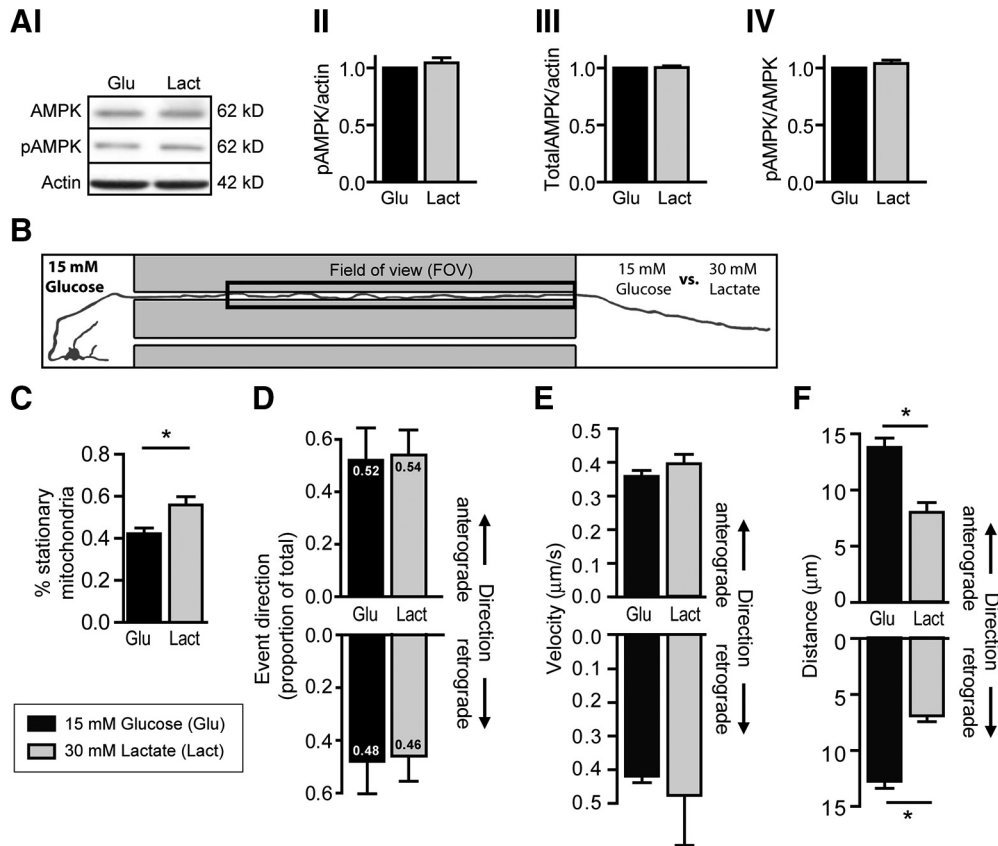 AI
Glu Lact
AMPK 62 kD
pAMPK 62 kD
Actin 42 kD
II
pAMPK/actin
1.0
0.5
0.0
Glu Lact
III
TotalAMPK/actin
1.0
0.5
0.0
Glu Lact
IV
pAMPK/AMPK
1.0
0.5
0.0
Glu Lact
B
15 mM
Glucose
Field of view (FOV)
15 mM
Glucose
vs.
30 mM
Lactate
C
% stationary
mitochondria
*
0.8
0.6
0.4
0.2
0.0
Glu Lact
15 mM Glucose (Glu)
30 mM Lactate (Lact)
D
Event direction
(proportion of total)
0.6
0.2
0.2
0.0
0.52 0.54
Glu Lact
0.0
0.2
0.4
0.6
0.48 0.46
anterograde
Direction
retrograde
E
Velocity (μm/s)
0.5
0.4
0.3
0.2
0.1
0.0
Glu Lact
0.0
0.1
0.2
0.3
0.4
0.5
anterograde
Direction
retrograde
F
Distance (μm)
*
15
10
5
0
Glu Lact
0
5
10
15
*
anterograde
Direction
retrograde